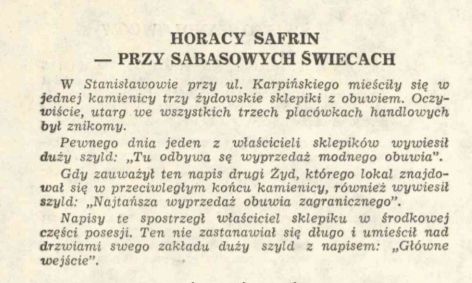 HORACY SAFRIN
— PRZY SABASOWYCH ŚWIECACH
W Stanisławowie przy ul. Karpińskiego mieściły się w
jednej kamienicy trzy żydowskie sklepiki z obuwiem. Oczy-
wiście, utarg we wszystkich trzech placówkach handlowych
był znikomy.
Pewnego dnia jeden z właścicieli sklepików wywiesił
duży szyld: „Tu odbywa sę wyprzedaż modnego obuwia”.
Gdy zauważył ten napis drugi Żyd, którego lokal znajdo-
wał się w przeciwległym końcu kamienicy, również wywiesił
szyld: „Najtańsza wyprzedaż obuwia zagranicznego”.
Napisy te spostrzegł właściciel sklepiku w środkowej
części posesji. Ten nie zastanawiał się długo i umieścił nad
drzwiami swego zakładu duży szyld z napisem: „Główne
wejście”.